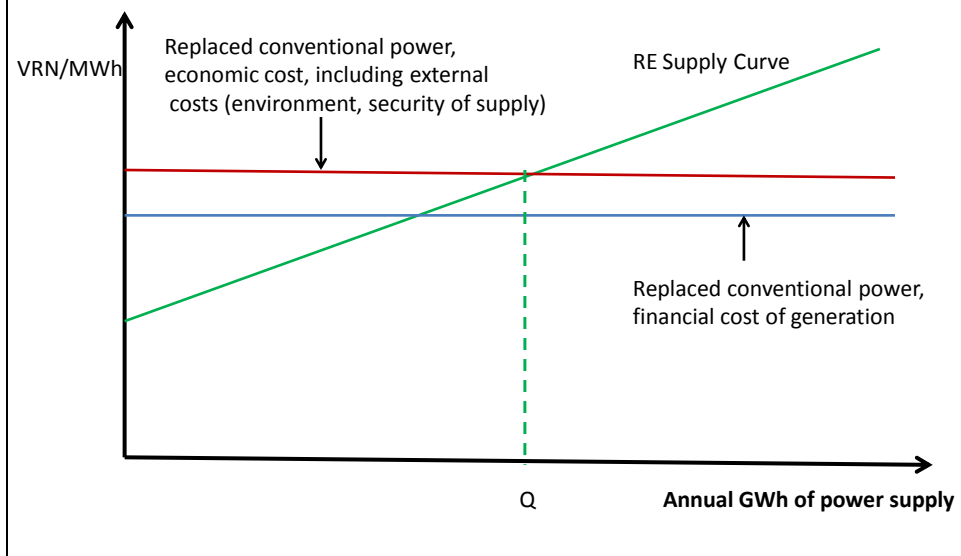 VRN/MWh
Replaced conventional power,
economic cost, including external
costs (environment, security of supply)
RE Supply Curve
Replaced conventional power,
financial cost of generation
Q
Annual GWh of power supply